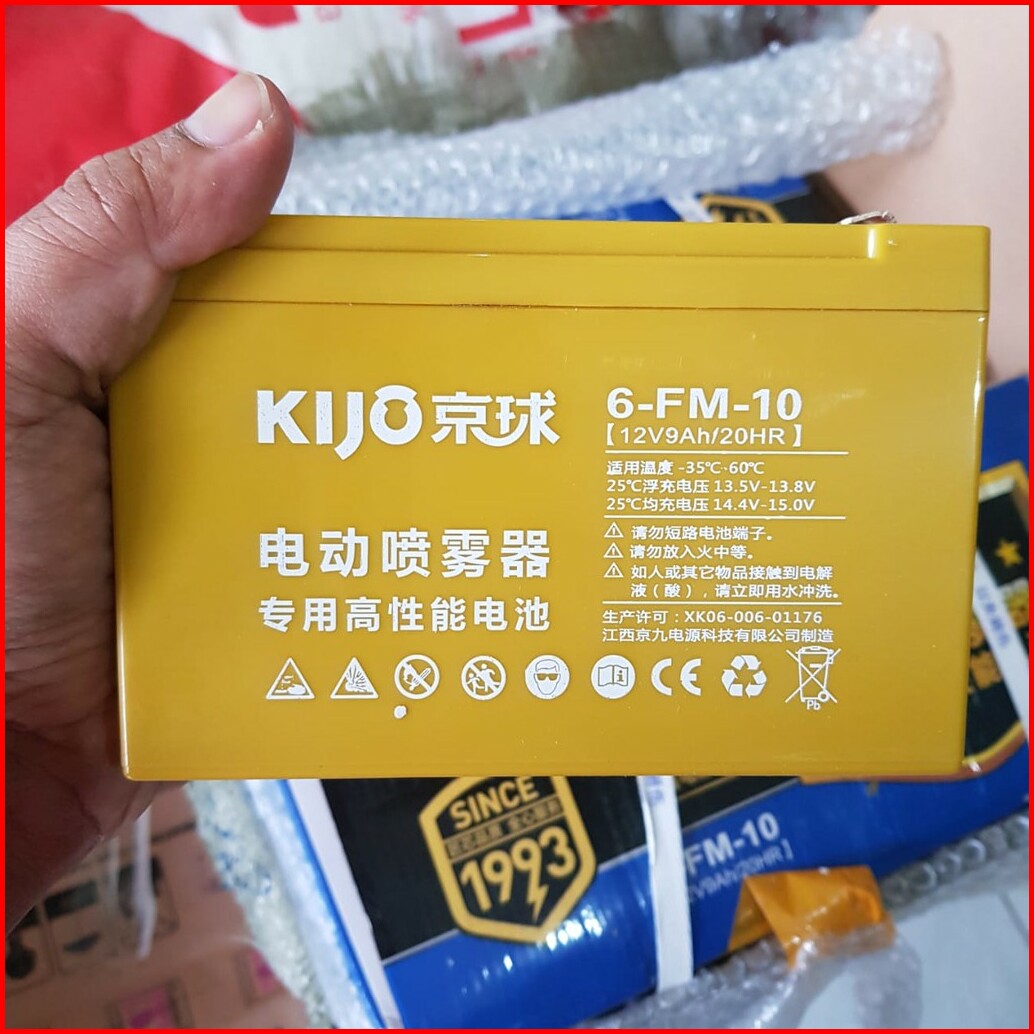 KIJO 京球
6-FM-10
【12V9Ah/20HR】
适用温度 -35℃-60℃
25℃浮充电压 13.5V-13.8V
25℃均充电压 14.4V-15.0V
请勿短路电池端子。
请勿放入火中等。
如人或其它物品接触到电解
液（酸），请立即用水冲洗。
生产许可：XK06-006-01176
江西京九电源科技有限公司制造
电动喷雾器
专用高性能电池
CE
Pb
SINCE
1993
FM-10
12V9Ah/20HR】